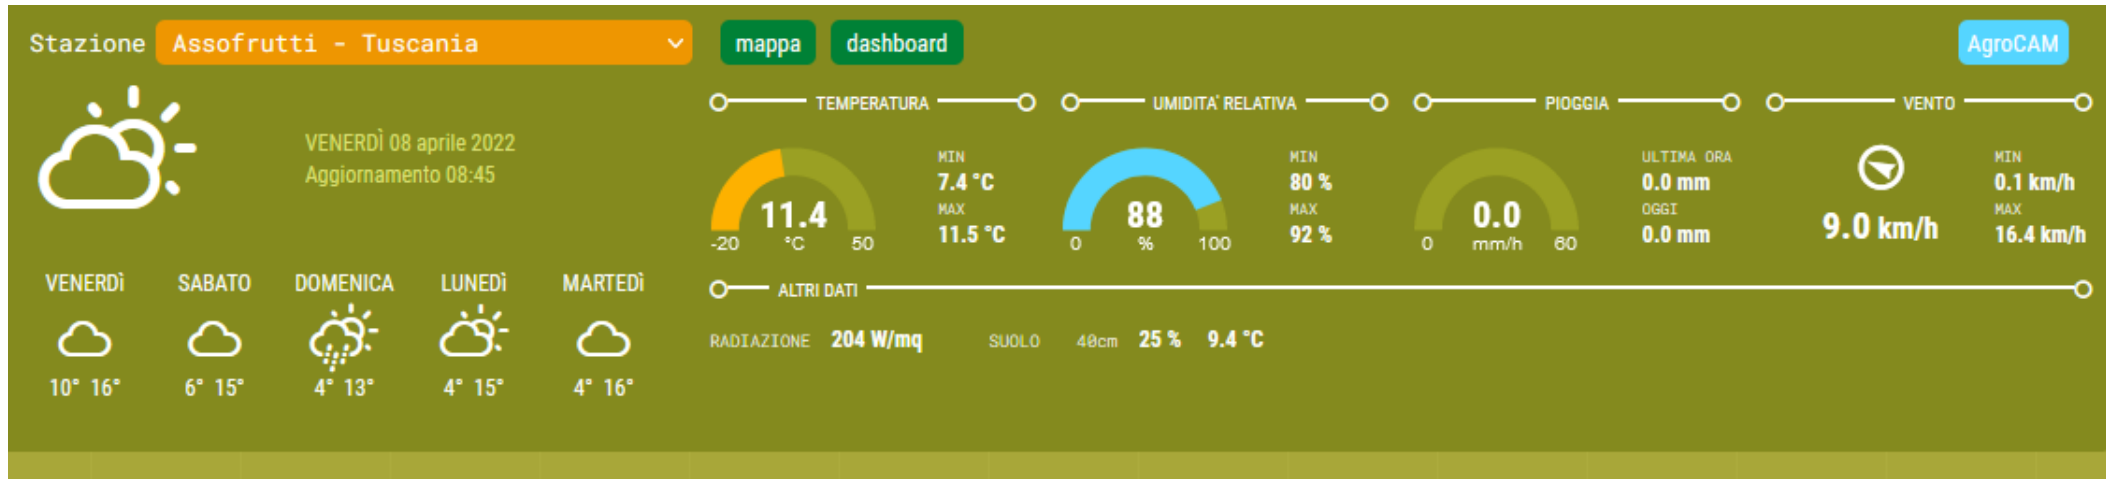 Stazione Assofrutti - Tuscania mappa dashboard AgroCAM
VENERDÌ 08 aprile 2022
Aggiornamento 08:45
VENERDì SABATO DOMENICA LUNEDì MARTEDì
10° 16° 6° 15° 4° 13° 4° 15° 4° 16°
TEMPERATURA
11.4
°C
-20 50
MIN
7.4 °C
MAX
11.5 °C
UMIDITA' RELATIVA
88
%
0 100
MIN
80 %
MAX
92 %
PIOGGIA
0.0
mm/h
0 60
ULTIMA ORA
0.0 mm
OGGI
0.0 mm
VENTO
9.0 km/h
MIN
0.1 km/h
MAX
16.4 km/h
ALTRI DATI
RADIAZIONE 204 W/mq SUOLO 40cm 25 % 9.4 °C